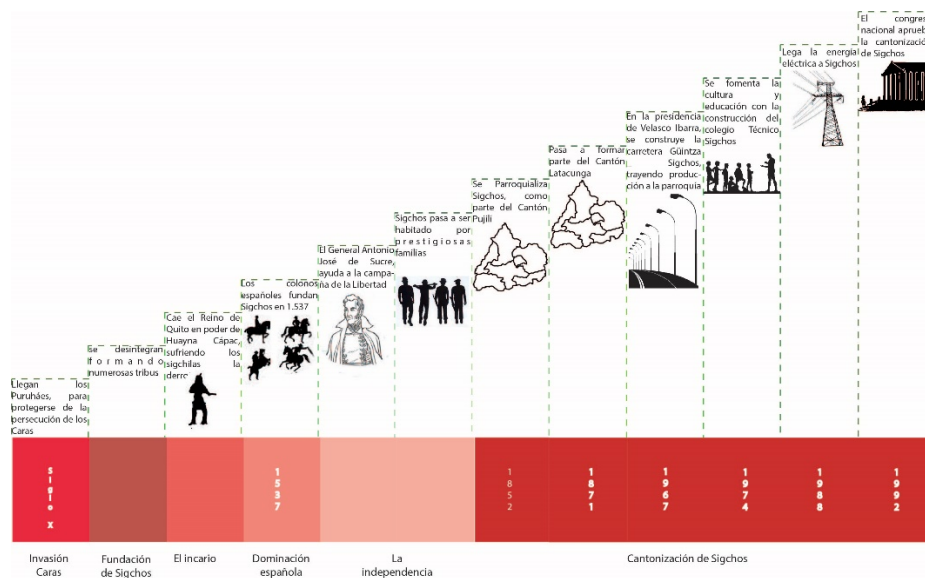 Llegan los
Puruháes, para
protegerse de la
persecución de los
Caras
se desintegran
formando
numerosas tribus
Cae el Reino de
Quito en poder de
Huayna Cápac,
sufriendo los
sigchilas la
Los colonos
españoles fundan
Sigchos en 1.537
El General Antonio
José de Sucre,
ayuda a la campa-
ña de la Libertad
Sigchos pasa a ser
habitado por
prestigiosas
familias
Se Parroquializa
Sigchos, como
parte del Cantón
Pujilí
Pasa a formar
parte del Cantón
Latacunga
En la presidencia
de Velasco Ibarra,
se construye la
carretera Güintza
Sigchos,
trayendo produc-
ción a la parroquia
Se fomenta la
cultura y
educación con la
construcción del
colegio Técnico
Sigchos
Lega la energía
eléctrica a Sigchos
El congres
nacional aprueb
la cantonizació
de Sigchos
Siglo X
1537
1852
1871
1967
1974
1988
1992
Invasión
Caras
Fundación
de Sigchos
El incario
Dominación
española
La
independencia
Cantonización de Sigchos